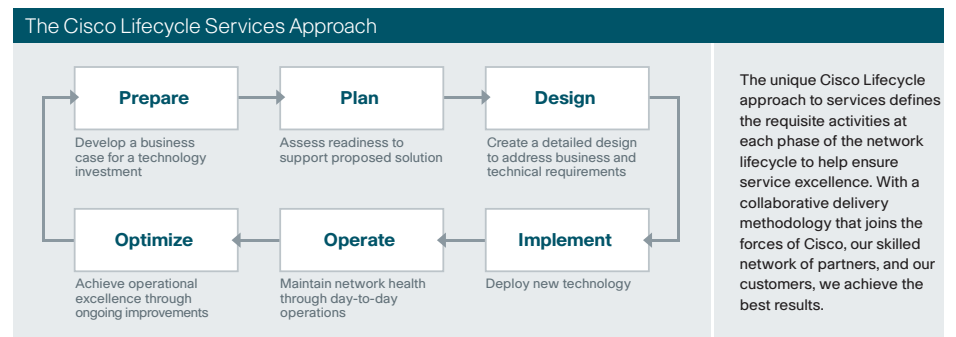 The Cisco Lifecycle Services Approach
Prepare
Develop a business
case for a technology
investment
Plan
Assess readiness to
support proposed solution
Design
Create a detailed design
to address business and
technical requirements
Implement
Deploy new technology
Operate
Maintain network health
through day-to-day
operations
Optimize
Achieve operational
excellence through
ongoing improvements
The unique Cisco Lifecycle
approach to services defines
the requisite activities at
each phase of the network
lifecycle to help ensure
service excellence. With a
collaborative delivery
methodology that joins the
forces of Cisco, our skilled
network of partners, and our
customers, we achieve the
best results.